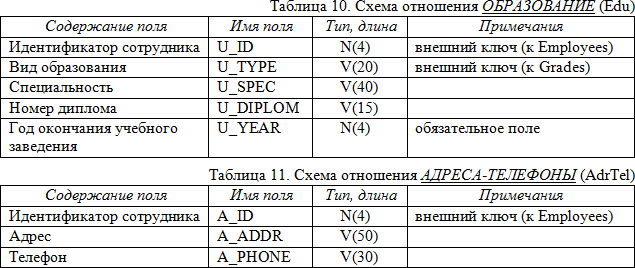 Таблица 10. Схема отношения ОБРАЗОВАНИЕ (Edu)
Содержание поля Имя поля Тип, длина Примечания
Идентификатор сотрудника U_ID N(4) внешний ключ (к Employees)
Вид образования U_TYPE V(20) внешний ключ (к Grades)
Специальность U_SPEC V(40)
Номер диплома U_DIPLOM V(15)
Год окончания учебного U_YEAR N(4) обязательное поле
заведения
Таблица 11. Схема отношения АДРЕСА-ТЕЛЕФОНЫ (AdrTel)
Содержание поля Имя поля Тип, длина Примечания
Идентификатор сотрудника A_ID N(4) внешний ключ (к Employees)
Адрес A_ADDR V(50)
Телефон A_PHONE V(30)